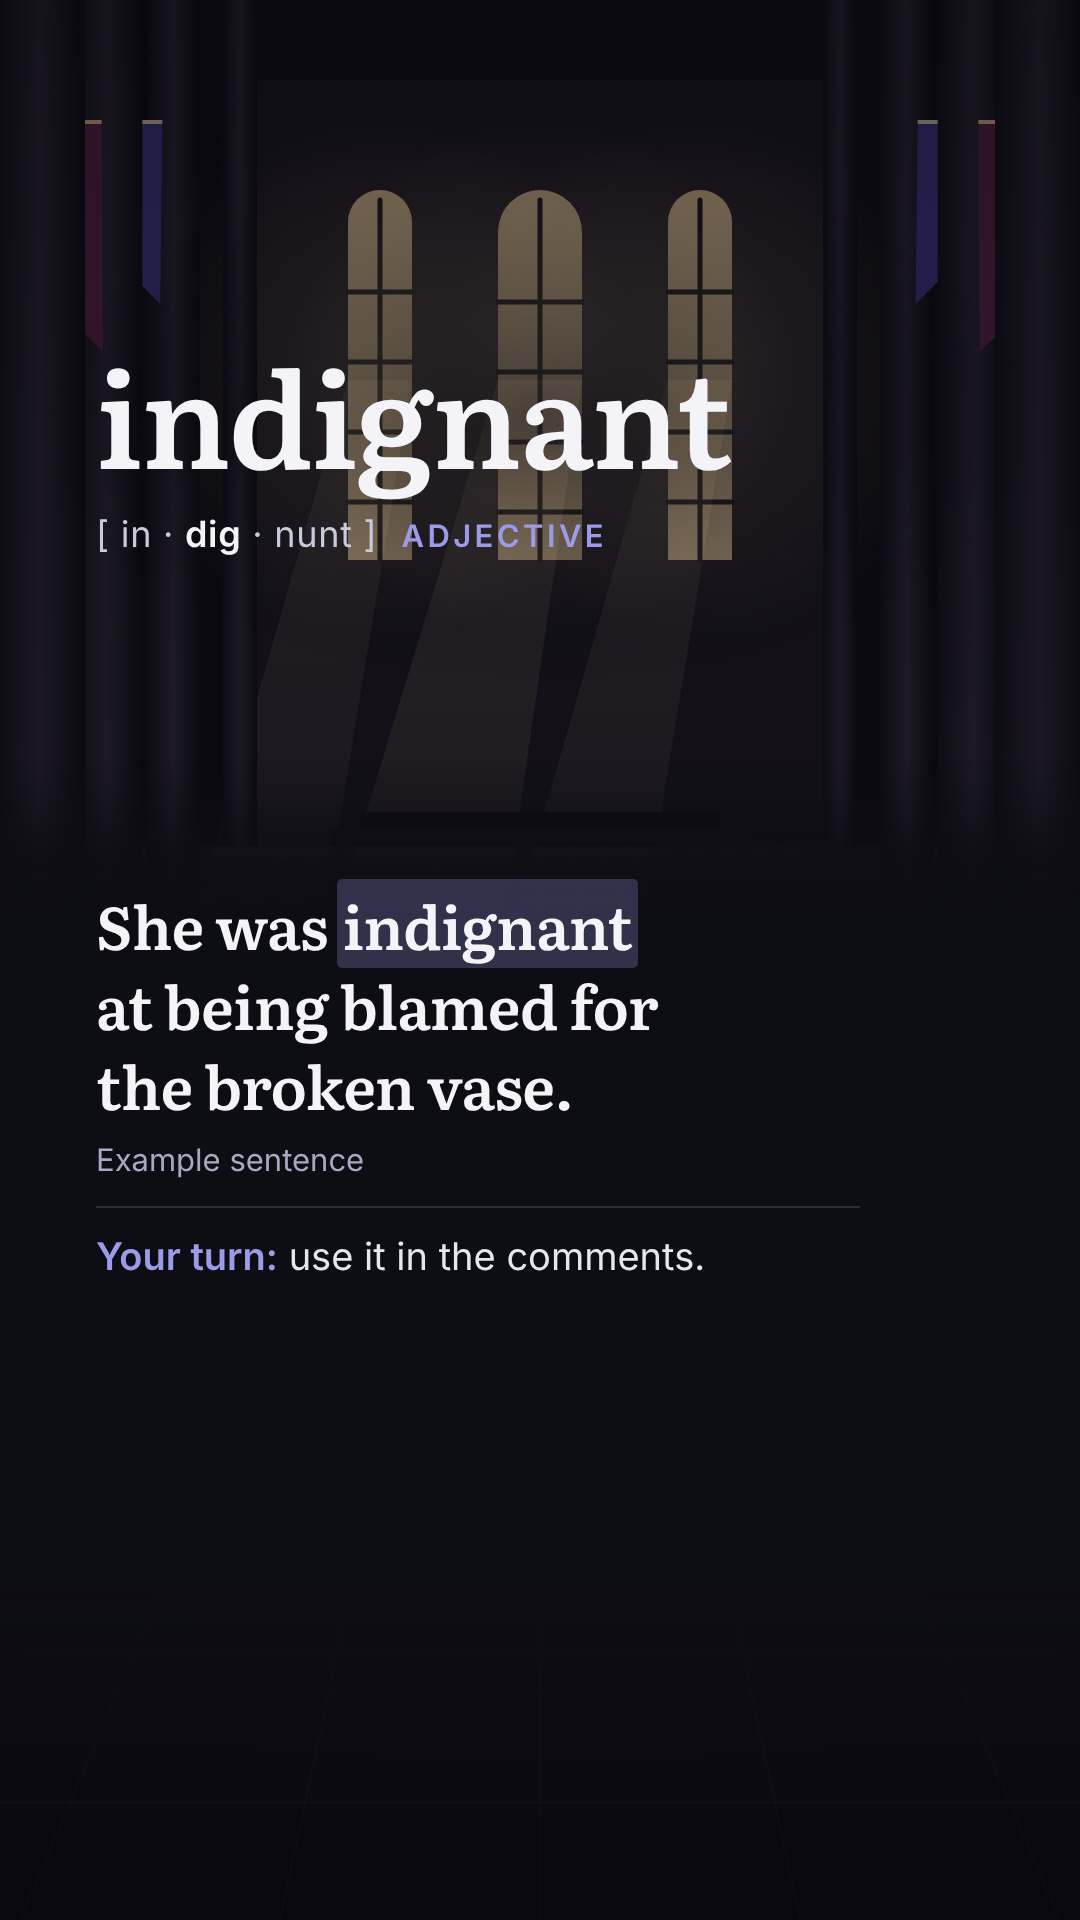 indignant
[ in · dig · nunt ] ADJECTIVE
She was indignant
at being blamed for
the broken vase.
Example sentence
Your turn: use it in the comments.